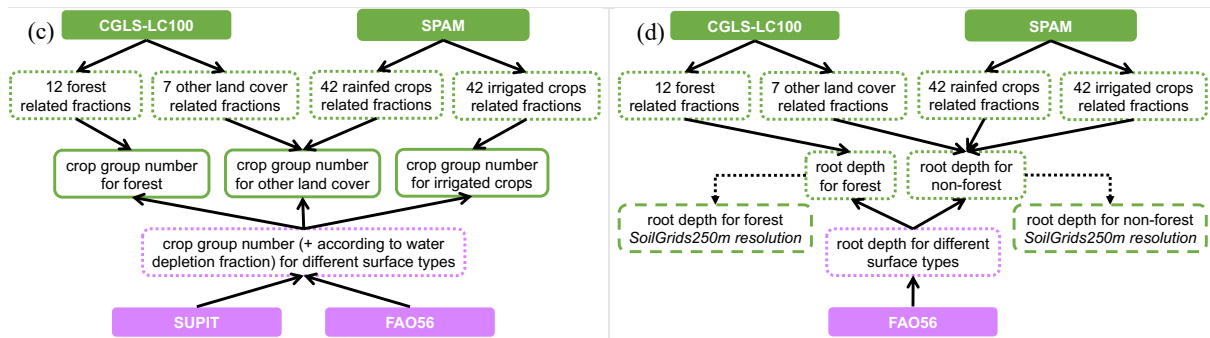 (c)
CGLS-LC100
SPAM
12 forest
related fractions
7 other land cover
related fractions
42 rainfed crops
related fractions
42 irrigated crops
related fractions
crop group number
for forest
crop group number
for other land cover
crop group number
for irrigated crops
crop group number (+ according to water
depletion fraction) for different surface types
SUPIT
FAO56
(d)
CGLS-LC100
SPAM
12 forest
related fractions
7 other land cover
related fractions
42 rainfed crops
related fractions
42 irrigated crops
related fractions
root depth
for forest
root depth for
non-forest
root depth for forest
SoilGrids250m resolution
root depth for non-forest
SoilGrids250m resolution
root depth for different
surface types
FAO56